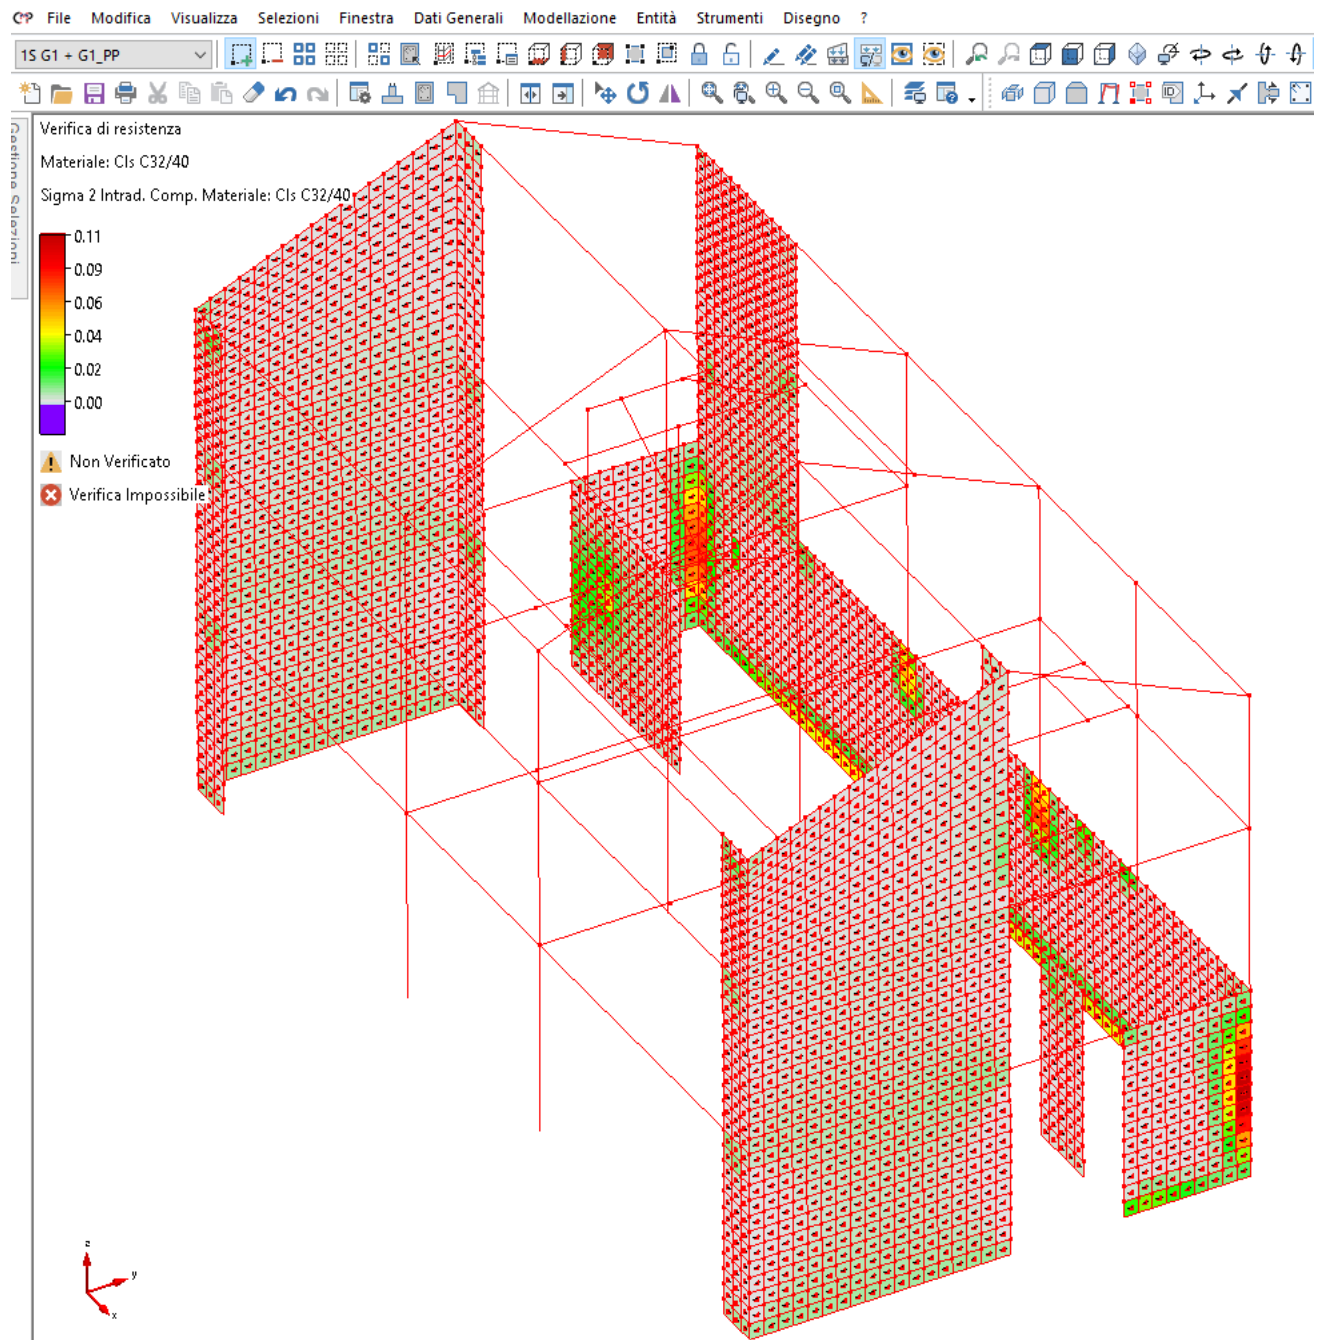 File Modifica Visualizza Selezioni Finestra Dati Generali Modellazione Entità Strumenti Disegno ?
1S G1 + G1_PP
Gestione Selezioni
Verifica di resistenza
Materiale: Cls C32/40
Sigma 2 Intrad. Comp. Materiale: Cls C32/40
0.11
0.09
0.06
0.04
0.02
0.00
Non Verificato
Verifica Impossibile
z
y
x